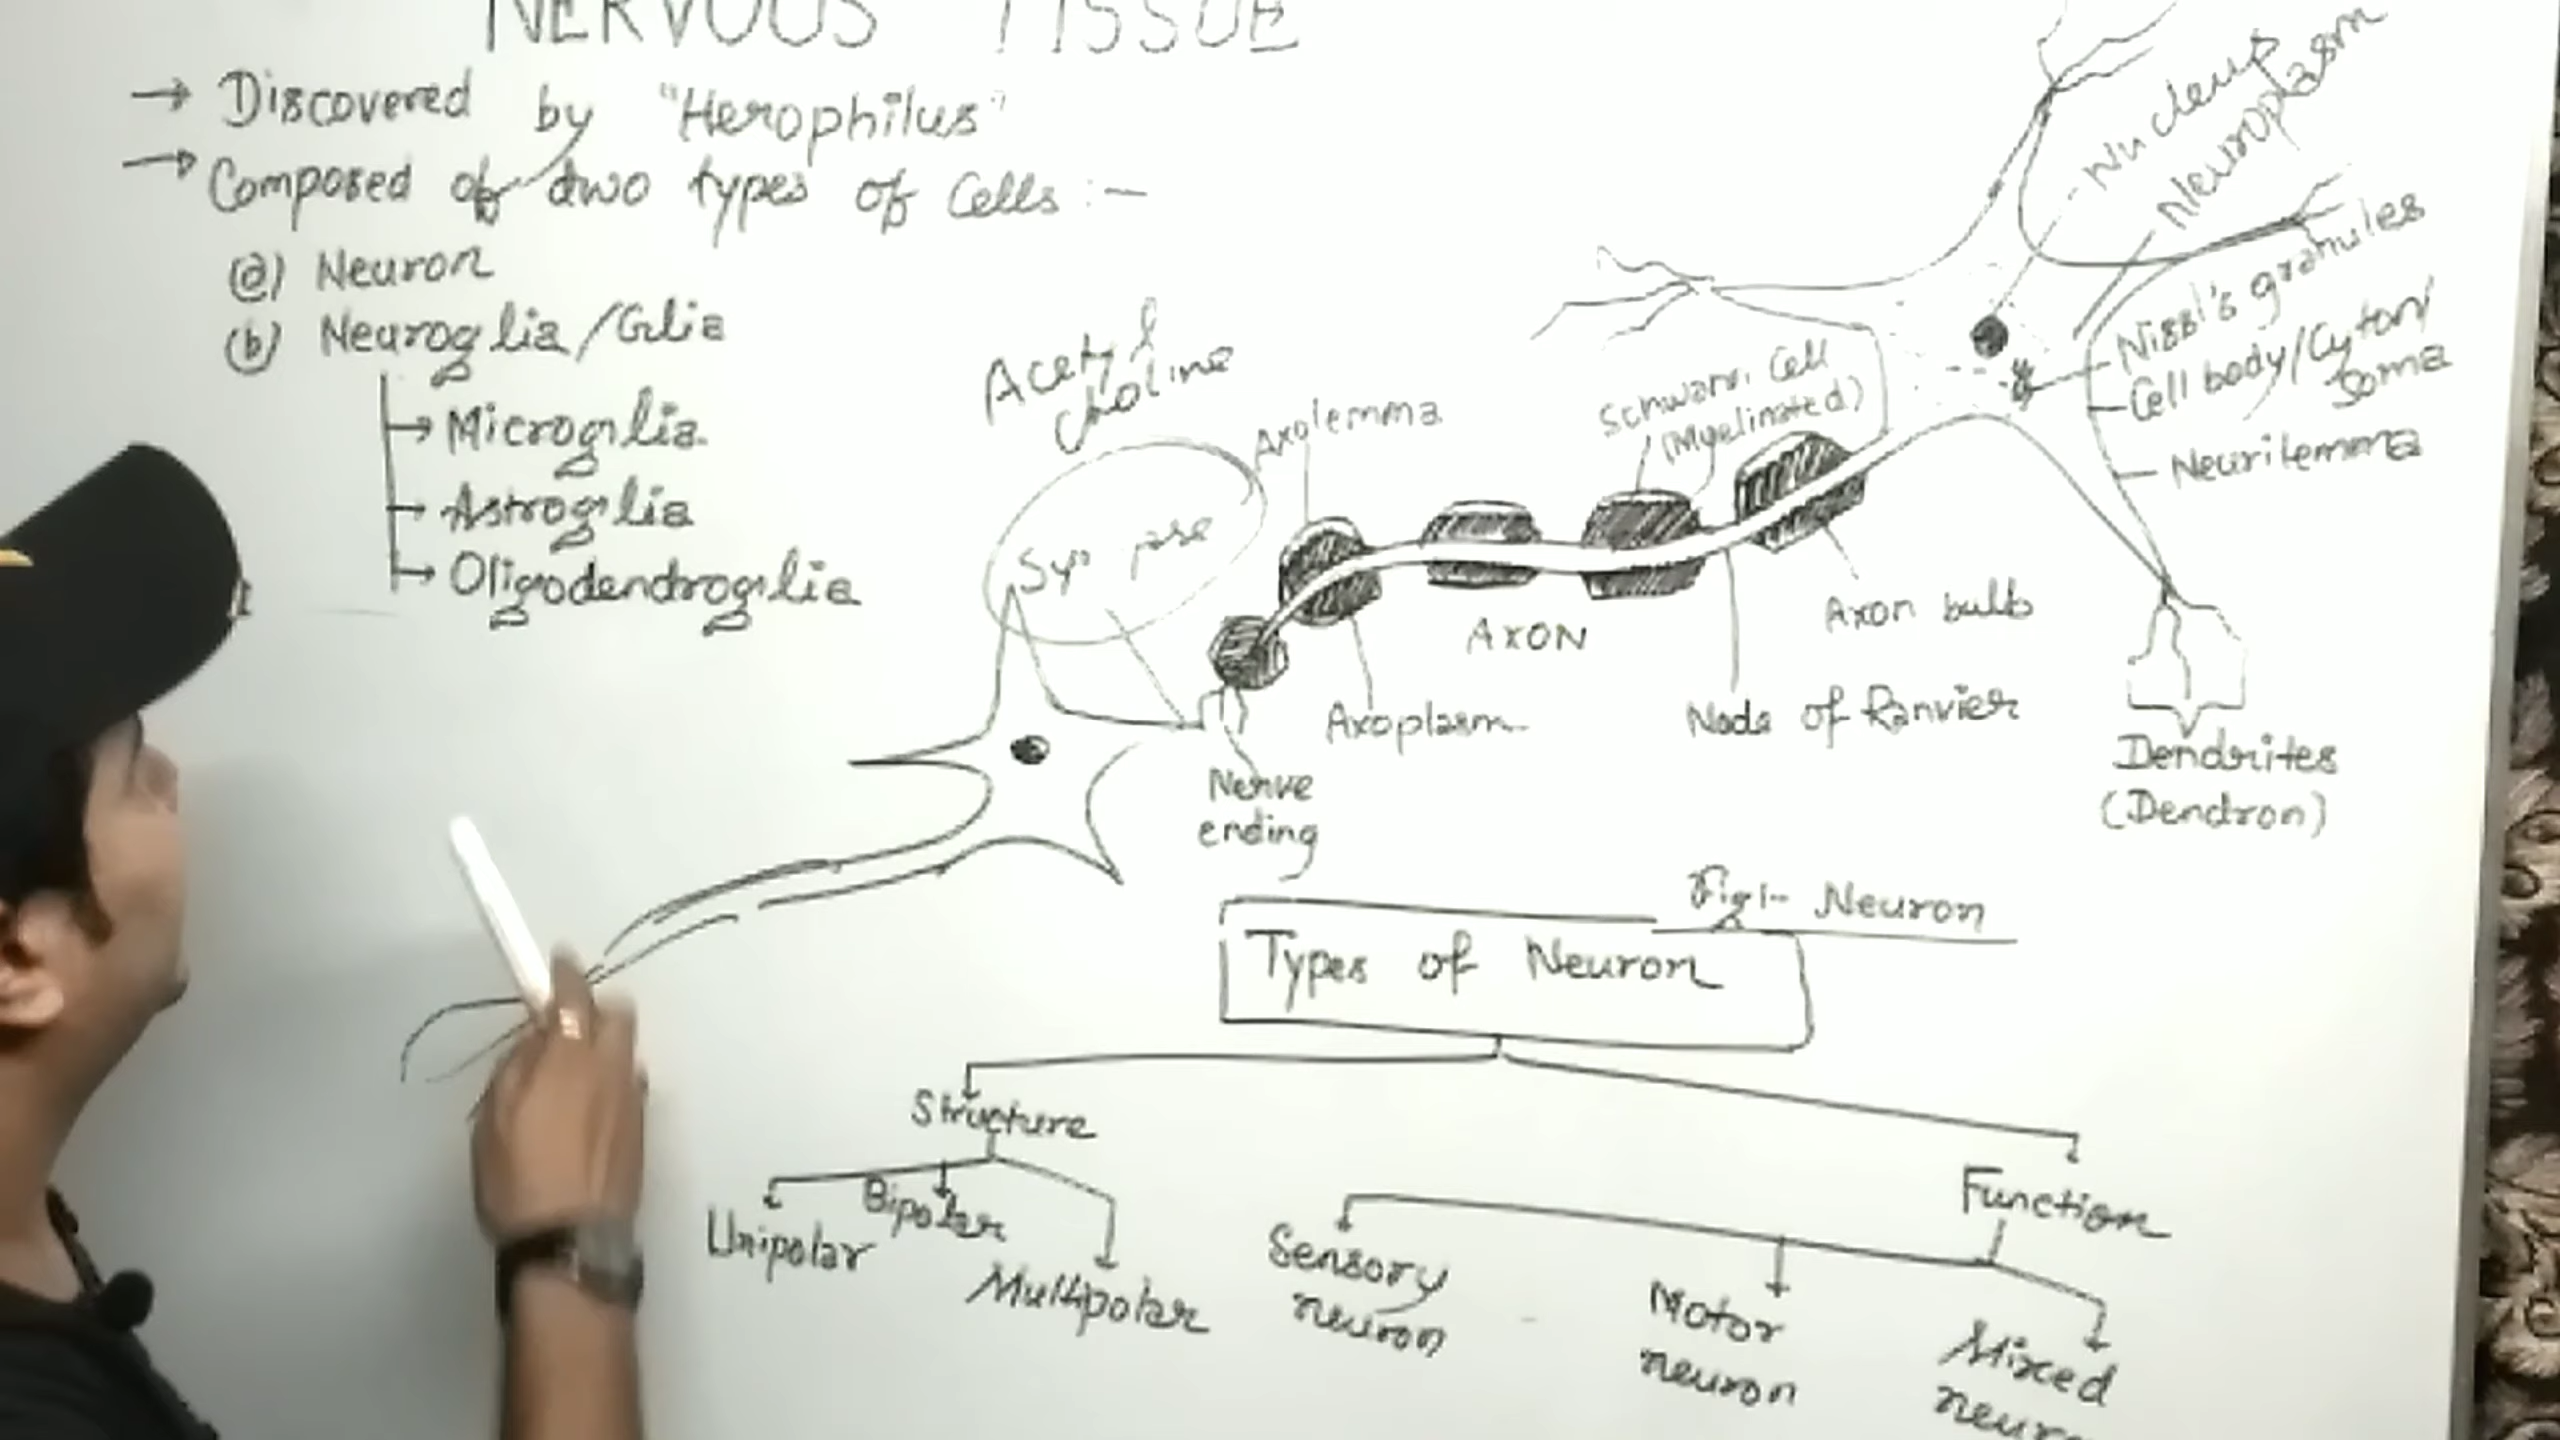 NERVOUS TISSUE
→ Discovered by "Herophilus"
→ Composed of two types of Cells :-
(a) Neuron
(b) Neuroglia/Glia
→ Microglia
→ Astroglia
→ Oligodendroglia
Acetyl
choline
Synapse
Axolemma
Schwann Cell
(Myelinated)
Nucleus
Neuroplasm
Nissl's granules
Cell body/Cyton/
Soma
Neurilemma
AXON
Axon bulb
Axoplasm
Node of Ranvier
Nerve
ending
Dendrites
(Dendron)
Fig:- Neuron
Types of Neuron
Structure
Unipolar
Bipolar
Multipolar
Function
Sensory
neuron
Motor
neuron
Mixed